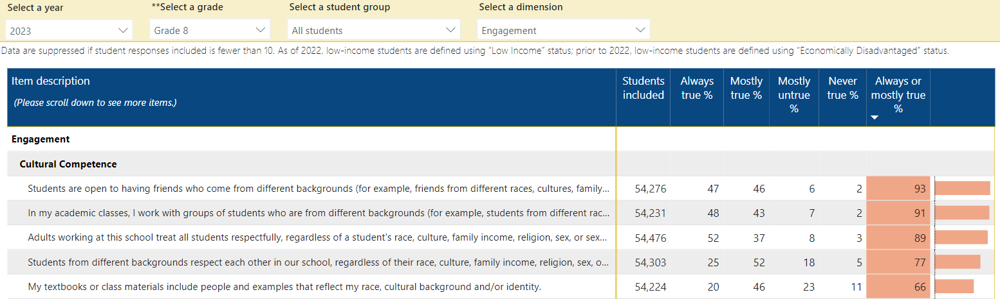 Select a year **Select a grade Select a student group Select a dimension
2023 Grade 8 All students Engagement
Data are suppressed if student responses included is fewer than 10. As of 2022, low-income students are defined using “Low Income” status; prior to 2022, low-income students are defined using “Economically Disadvantaged” status.
Item description Students Always Mostly Mostly Never Always or
(Please scroll down to see more items.) included true % true % untrue true % mostly true
% %
Engagement
Cultural Competence
Students are open to having friends who come from different backgrounds (for example, friends from different races, cultures, family... 54,276 47 46 6 2 93
In my academic classes, I work with groups of students who are from different backgrounds (for example, students from different rac... 54,231 48 43 7 2 91
Adults working at this school treat all students respectfully, regardless of a student's race, culture, family income, religion, sex, or sex... 54,476 52 37 8 3 89
Students from different backgrounds respect each other in our school, regardless of their race, culture, family income, religion, sex, o... 54,303 25 52 18 5 77
My textbooks or class materials include people and examples that reflect my race, cultural background and/or identity. 54,224 20 46 23 11 66